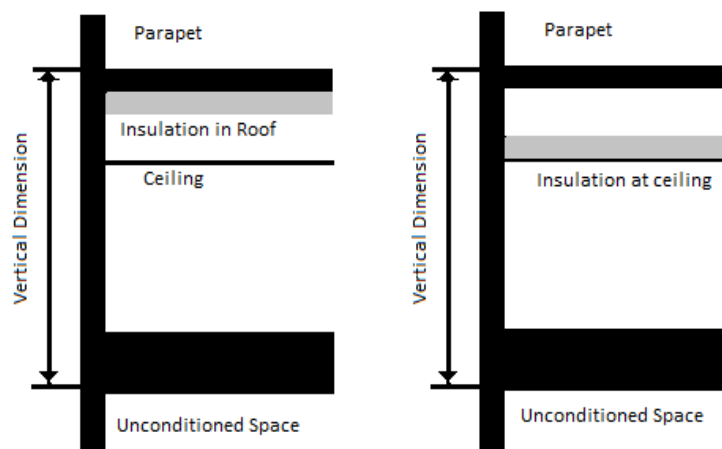 Parapet
Vertical Dimension
Insulation in Roof
Ceiling
Unconditioned Space
Parapet
Vertical Dimension
Insulation at ceiling
Unconditioned Space